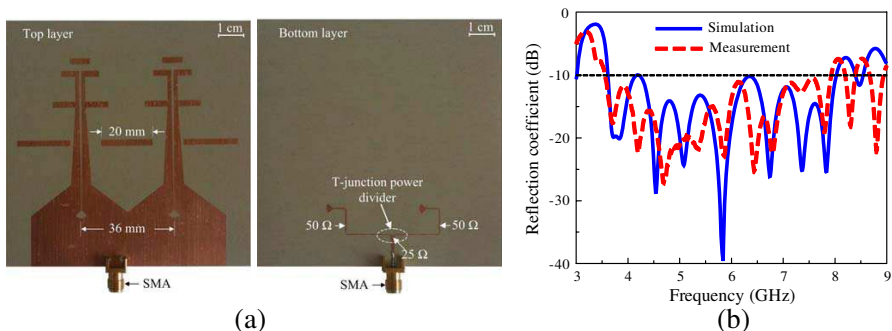 Top layer
1 cm
20 mm
36 mm
SMA
Bottom layer
1 cm
T-junction power
divider
50 Ω
50 Ω
25 Ω
SMA
(a)
Reflection coefficient (dB)
0
-10
-20
-30
-40
Simulation
Measurement
3 4 5 6 7 8 9
Frequency (GHz)
(b)